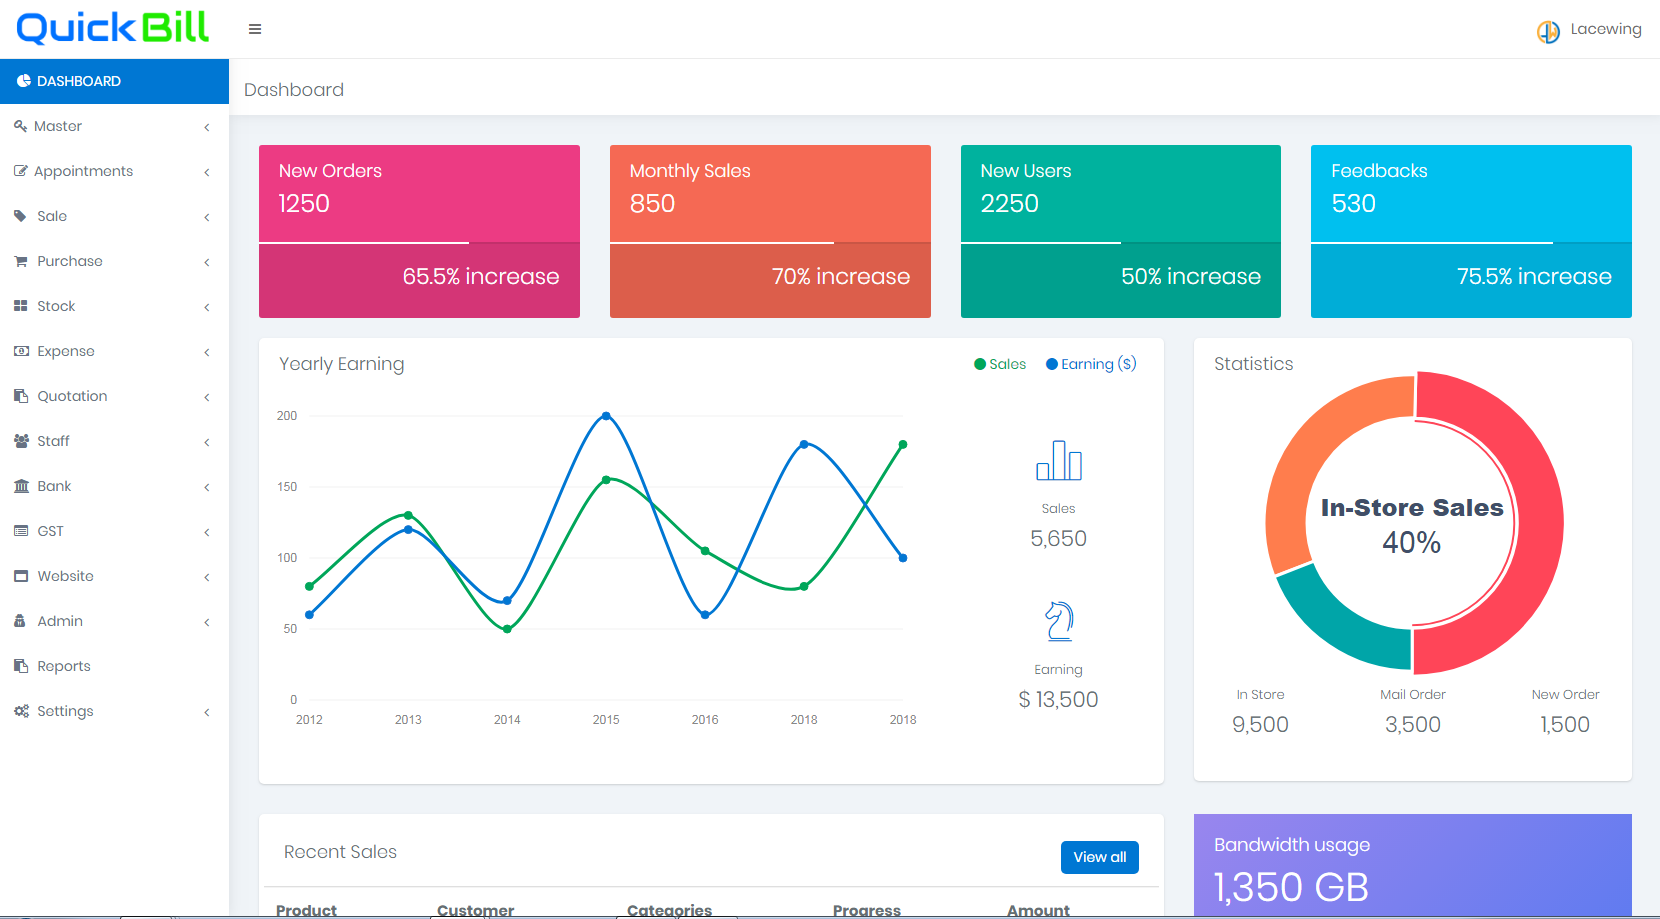 QuickBill
Lacewing
DASHBOARD
Master
Appointments
Sale
Purchase
Stock
Expense
Quotation
Staff
Bank
GST
Website
Admin
Reports
Settings
Dashboard
New Orders
1250
65.5% increase
Monthly Sales
850
70% increase
New Users
2250
50% increase
Feedbacks
530
75.5% increase
Yearly Earning
Sales Earning ($)
200
150
100
50
0
2012 2013 2014 2015 2016 2018 2018
Sales
5,650
Earning
$ 13,500
Statistics
In-Store Sales
40%
In Store Mail Order New Order
9,500 3,500 1,500
Recent Sales
View all
Product Customer Categories Progress Amount
Bandwidth usage
1,350 GB